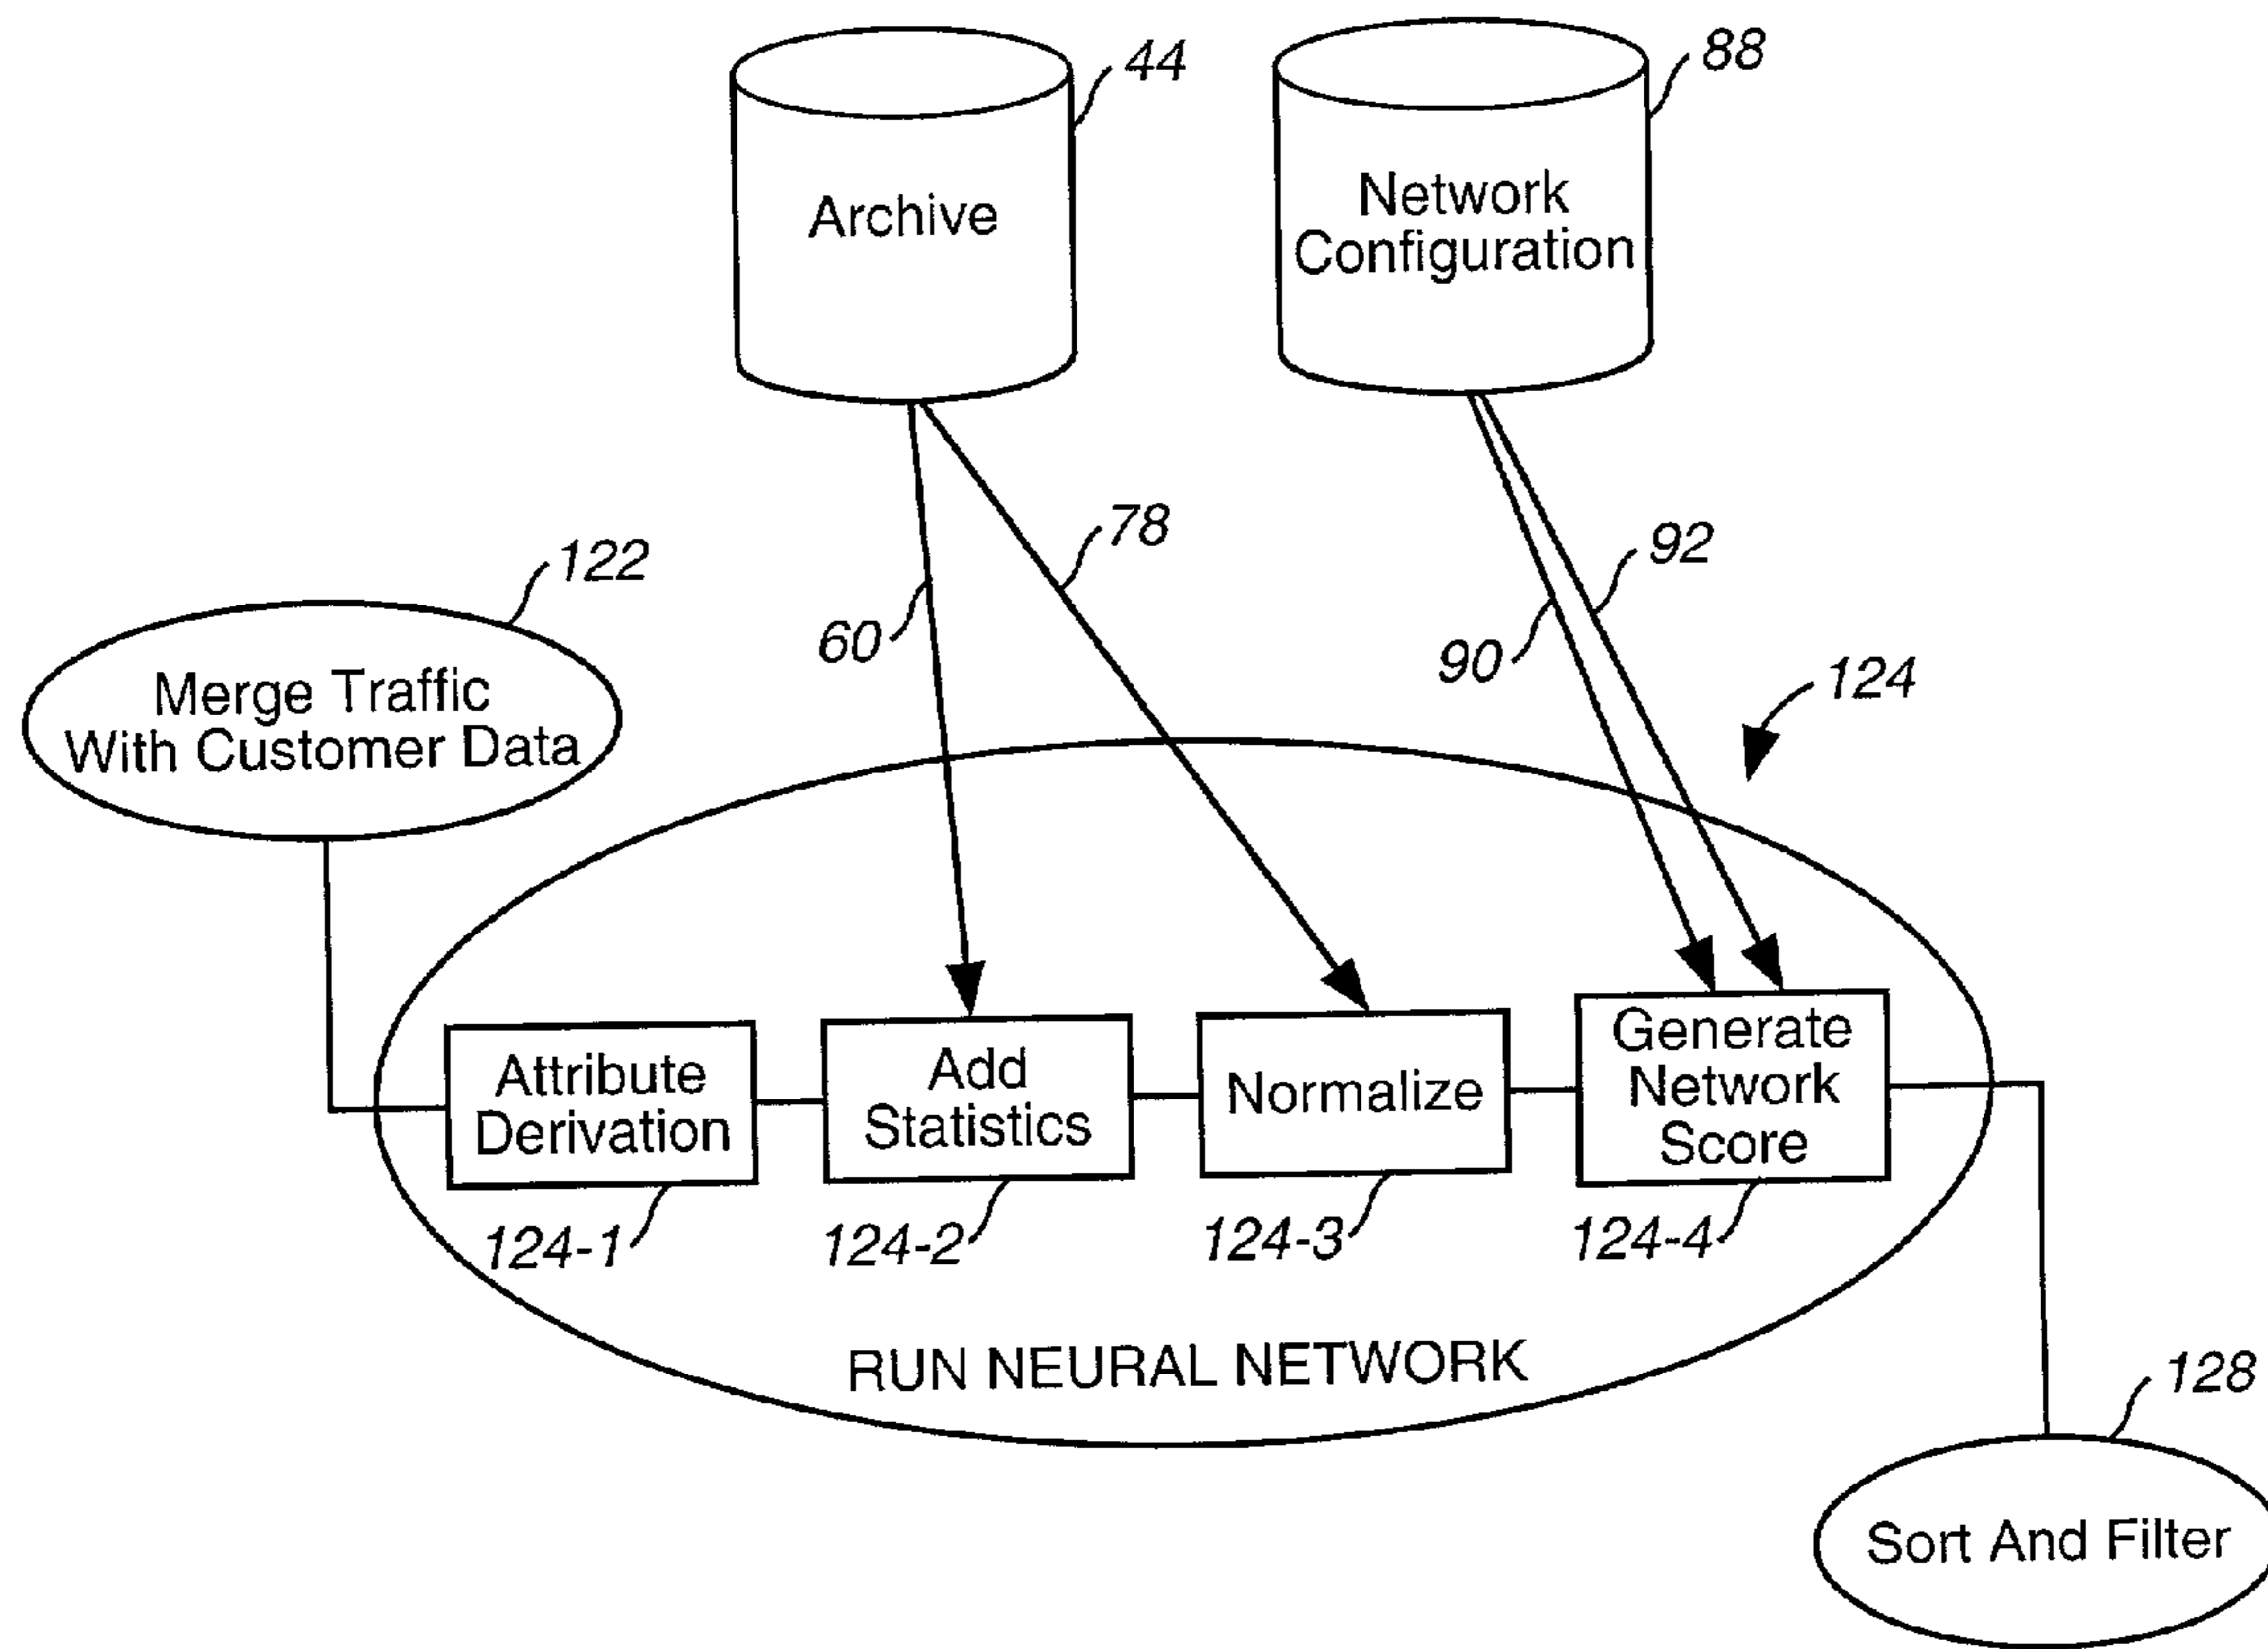 44
88
Archive
Network
Configuration
78
122
92
60
90
124
Merge Traffic
With Customer Data
Attribute
Derivation
Add
Statistics
Normalize
Generate
Network
Score
124-1
124-2
124-3
124-4
RUN NEURAL NETWORK
128
Sort And Filter